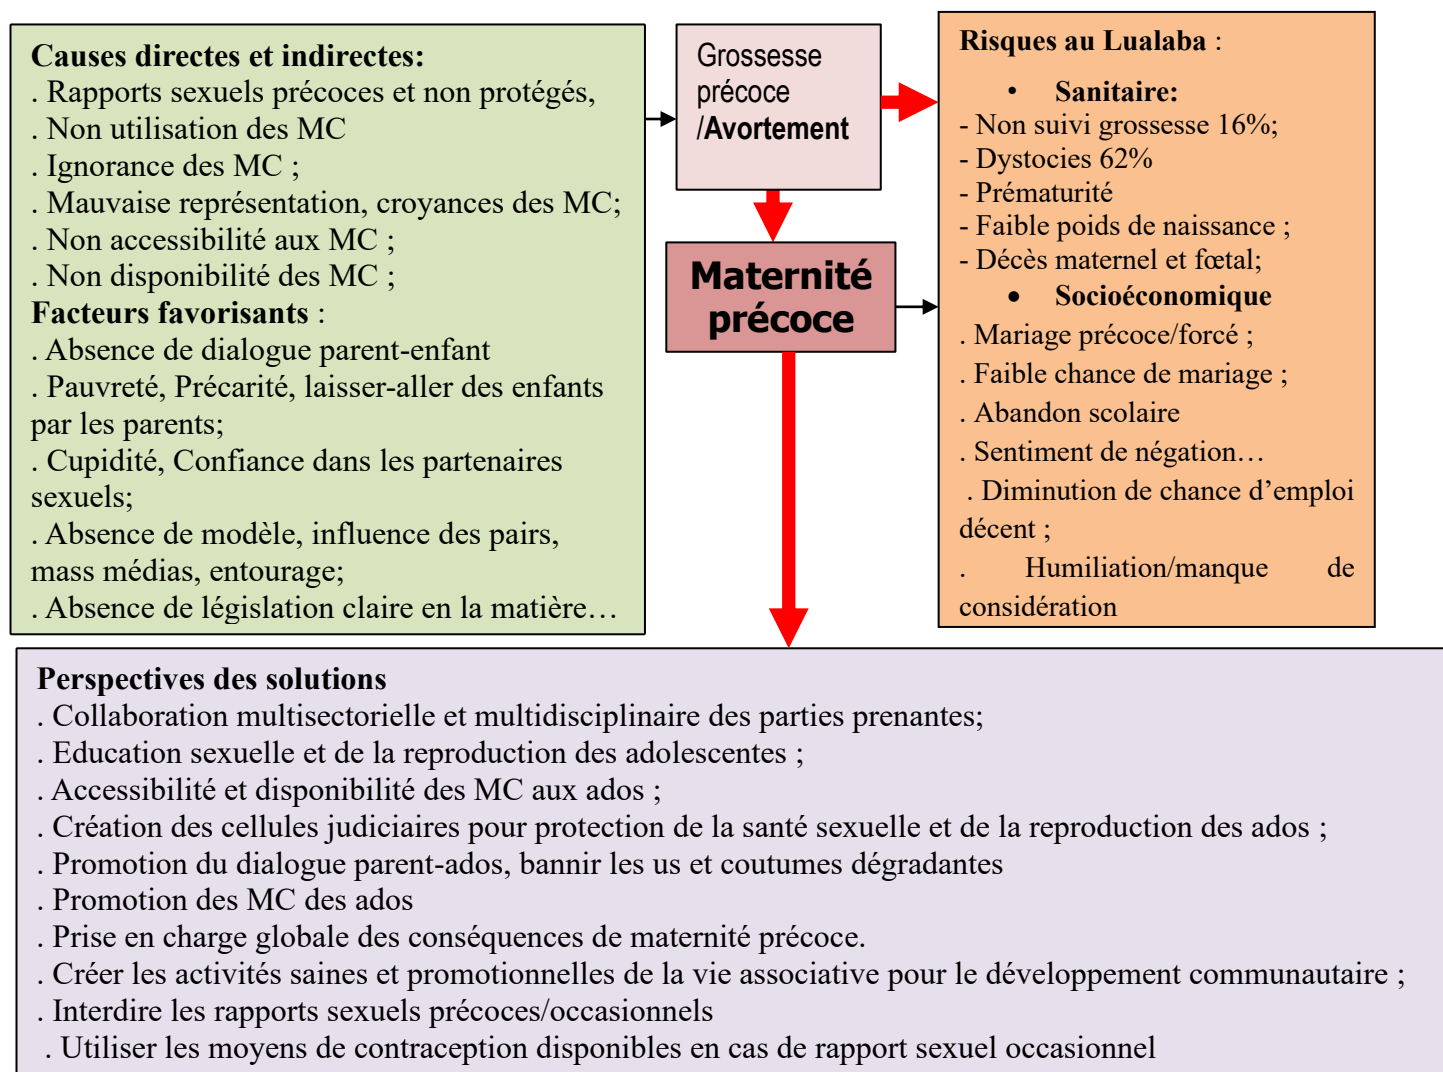 Causes directes et indirectes:
. Rapports sexuels précoces et non protégés,
. Non utilisation des MC
. Ignorance des MC ;
. Mauvaise représentation, croyances des MC;
. Non accessibilité aux MC ;
. Non disponibilité des MC ;
Facteurs favorisants :
. Absence de dialogue parent-enfant
. Pauvreté, Précarité, laisser-aller des enfants
par les parents;
. Cupidité, Confiance dans les partenaires
sexuels;
. Absence de modèle, influence des pairs,
mass médias, entourage;
. Absence de législation claire en la matière…
Grossesse
précoce
/Avortement
Maternité
précoce
Risques au Lualaba :
• Sanitaire:
- Non suivi grossesse 16%;
- Dystocies 62%
- Prématurité
- Faible poids de naissance ;
- Décès maternel et fœtal;
• Socioéconomique
. Mariage précoce/forcé ;
. Faible chance de mariage ;
. Abandon scolaire
. Sentiment de négation…
. Diminution de chance d’emploi
décent ;
. Humiliation/manque de
considération
Perspectives des solutions
. Collaboration multisectorielle et multidisciplinaire des parties prenantes;
. Education sexuelle et de la reproduction des adolescentes ;
. Accessibilité et disponibilité des MC aux ados ;
. Création des cellules judiciaires pour protection de la santé sexuelle et de la reproduction des ados ;
. Promotion du dialogue parent-ados, bannir les us et coutumes dégradantes
. Promotion des MC des ados
. Prise en charge globale des conséquences de maternité précoce.
. Créer les activités saines et promotionnelles de la vie associative pour le développement communautaire ;
. Interdire les rapports sexuels précoces/occasionnels
. Utiliser les moyens de contraception disponibles en cas de rapport sexuel occasionnel